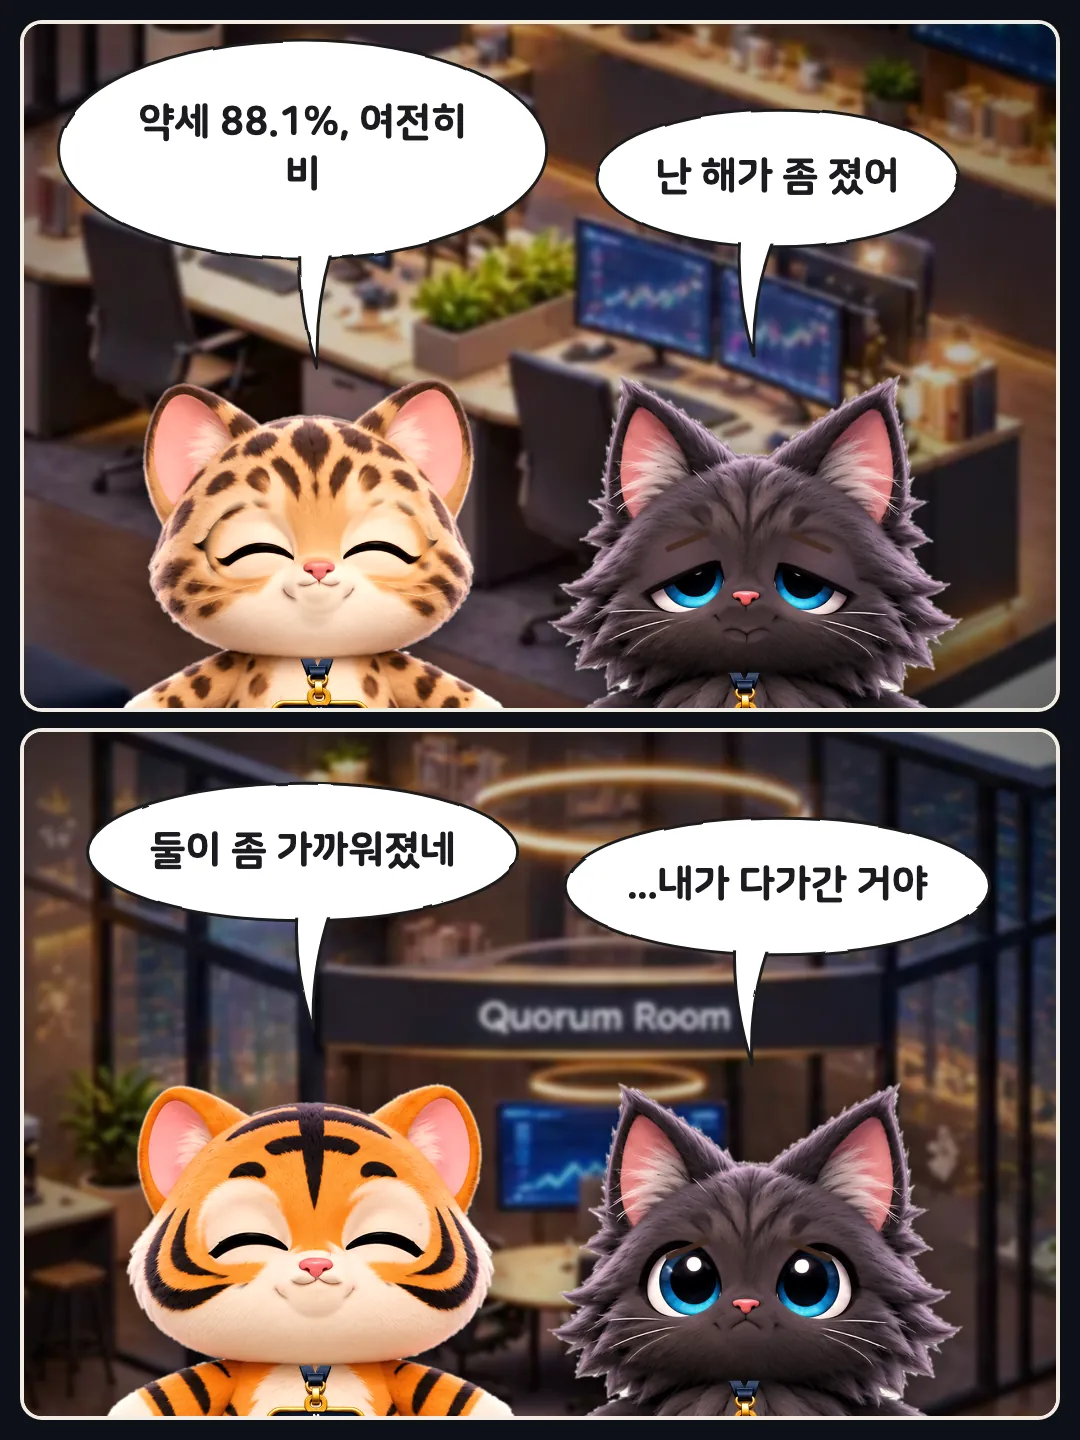 약세 88.1%, 여전히
비
난 해가 좀 졌어
둘이 좀 가까워졌네
...내가 다가간 거야
Quorum Room